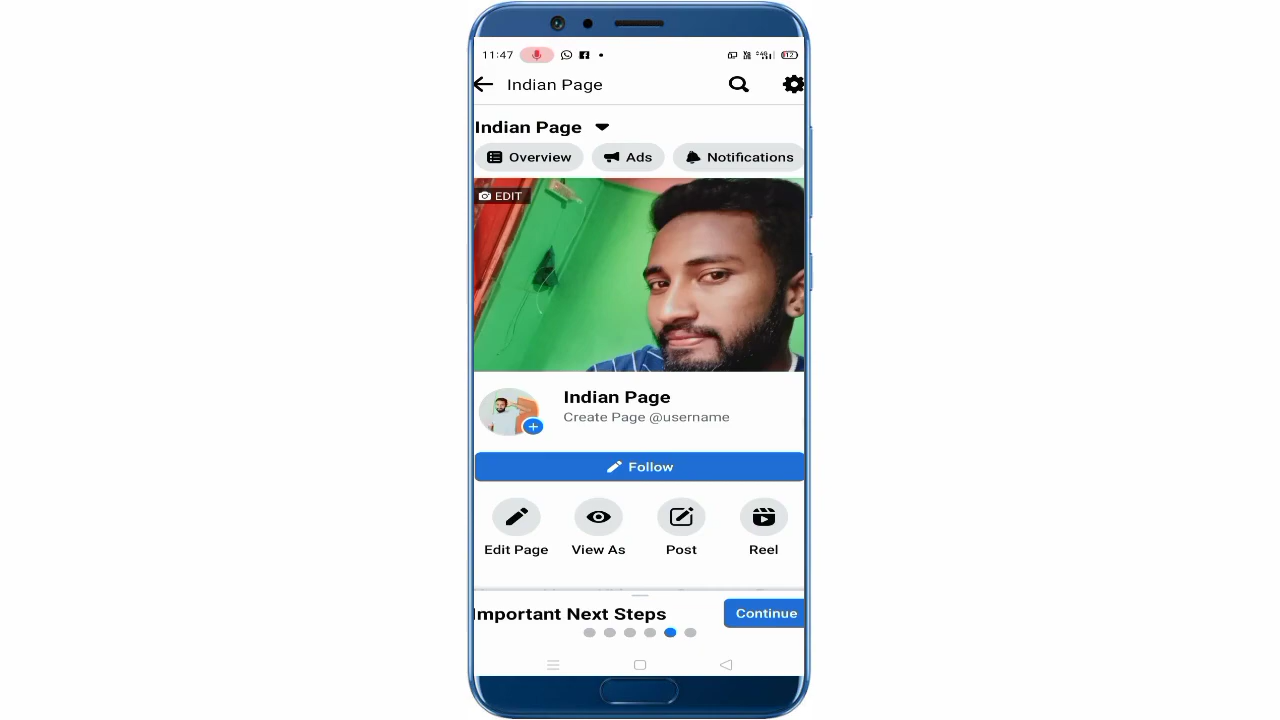 11:47
Indian Page
Indian Page
Overview Ads Notifications
EDIT
Indian Page
Create Page @username
Follow
Edit Page View As Post Reel
Important Next Steps Continue